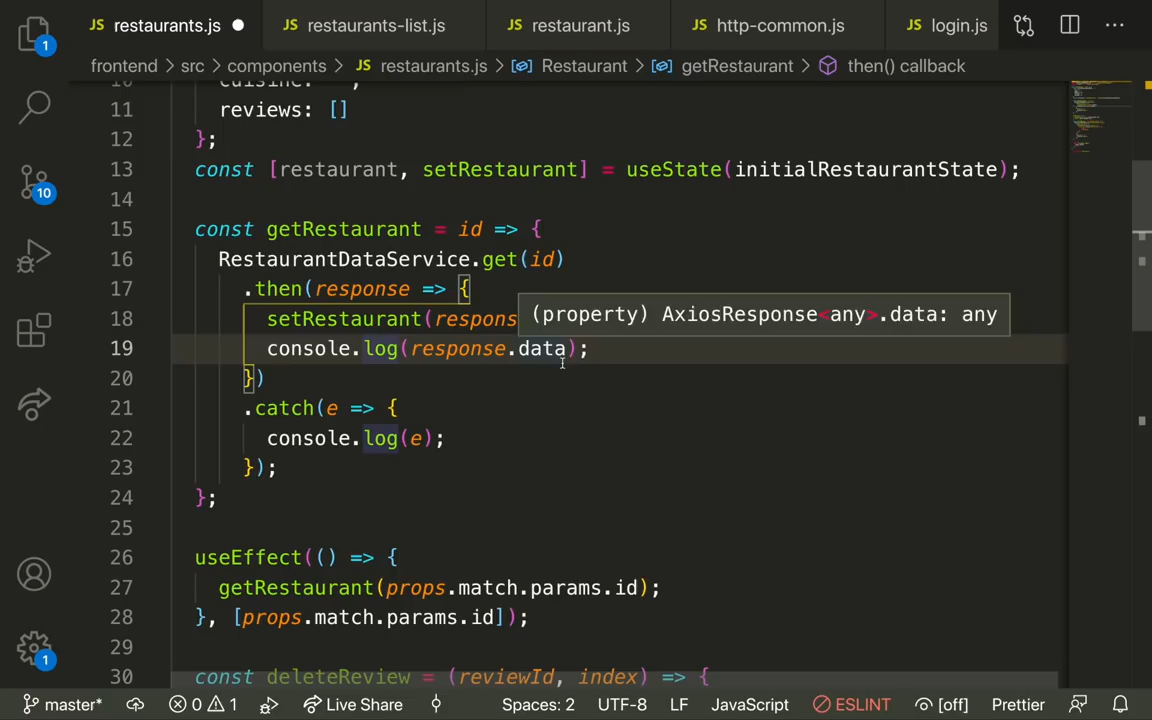 JS restaurants.js
JS restaurants-list.js
JS restaurant.js
JS http-common.js
JS login.js
1
10
1
frontend > src > components > JS restaurants.js > Restaurant > getRestaurant > then() callback
11 reviews: []
12 };
13 const [restaurant, setRestaurant] = useState(initialRestaurantState);
14
15 const getRestaurant = id => {
16 RestaurantDataService.get(id)
17 .then(response => {
(property) AxiosResponse<any>.data: any
18 setRestaurant(respons
19 console.log(response.data);
20 })
21 .catch(e => {
22 console.log(e);
23 });
24 };
25
26 useEffect(() => {
27 getRestaurant(props.match.params.id);
28 }, [props.match.params.id]);
29
30 const deleteReview = (reviewId, index) => {
master* 0 1 Live Share Spaces: 2 UTF-8 LF JavaScript ESLINT [off] Prettier